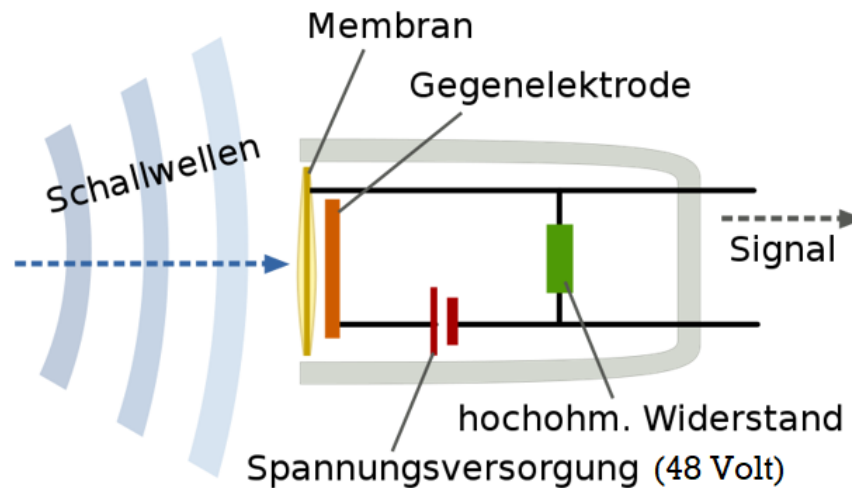 Membran
Gegenelektrode
Schallwellen
Signal
hochohm. Widerstand
Spannungsversorgung (48 Volt)